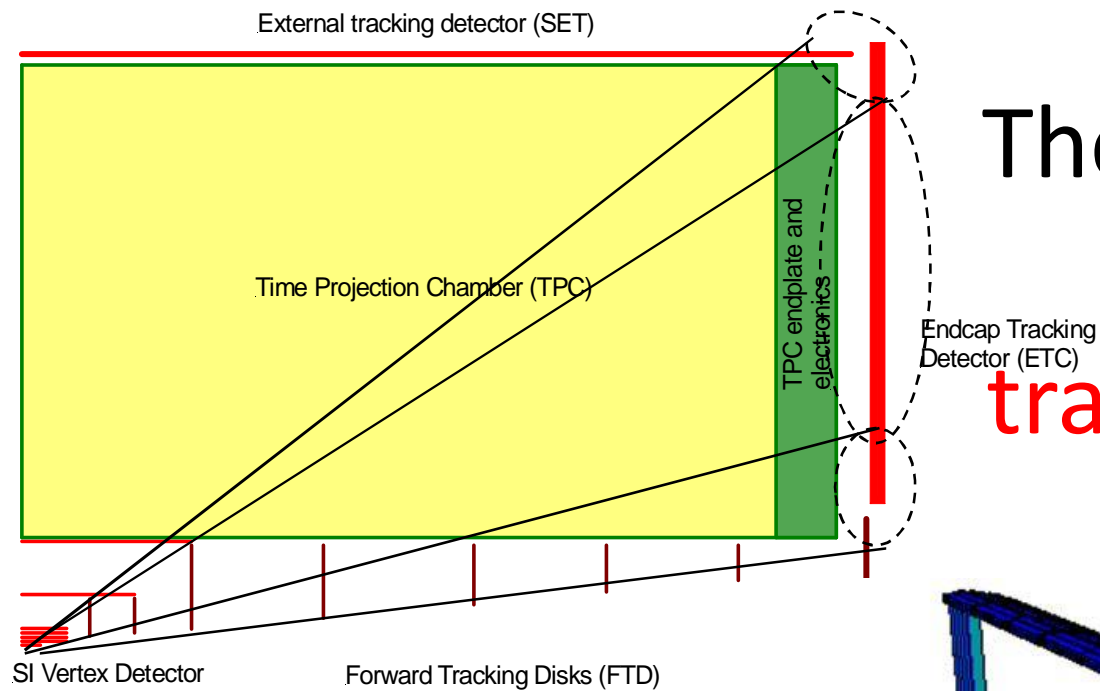 External tracking detector (SET)
The
Time Projection Chamber (TPC)
TPC endplate and
electronics
Endcap Tracking
Detector (ETC)
tra
SI Vertex Detector
Forward Tracking Disks (FTD)